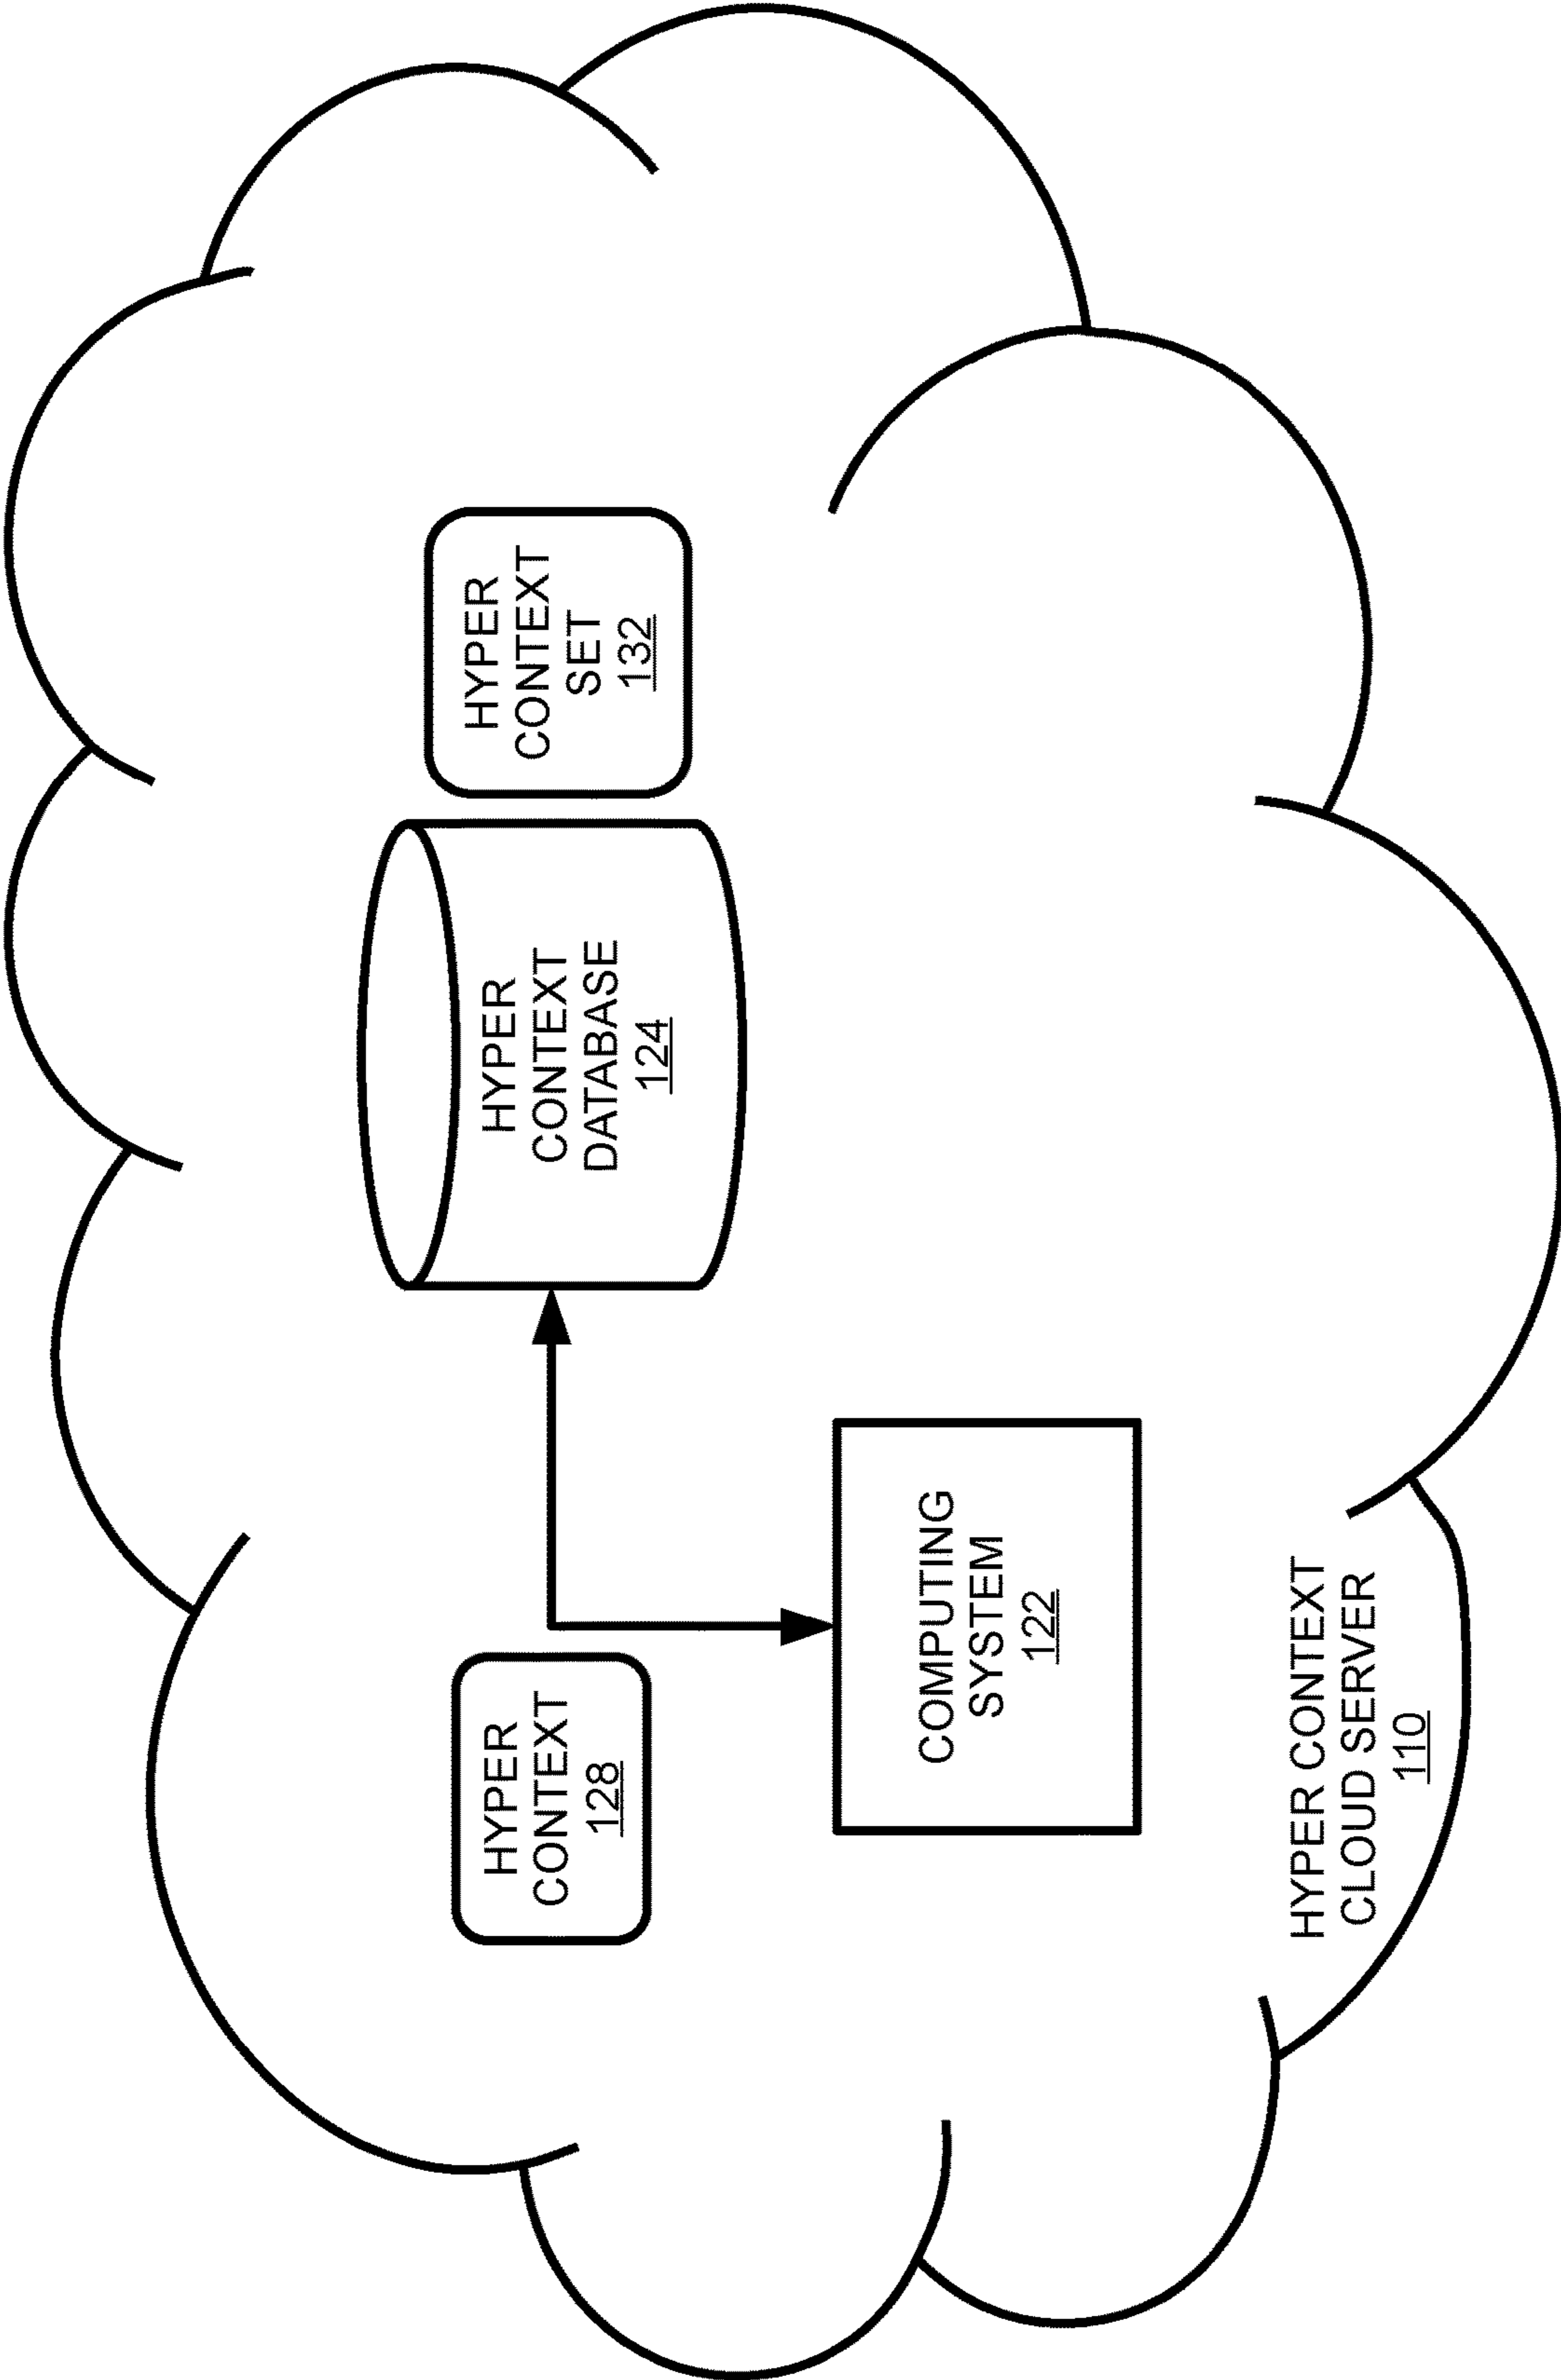 HYPER
CONTEXT
128
HYPER
CONTEXT
DATABASE
124
HYPER
CONTEXT
SET
132
COMPUTING
SYSTEM
122
HYPER CONTEXT
CLOUD SERVER
110